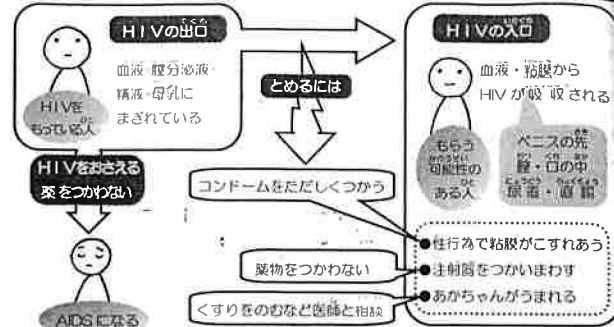 HIVの出口
血液・膣分泌液・
精液・母乳に
まぎれている
HIVを
もっている人
HIVをおさえる
薬をつかわない
AIDSになる
とめるには
コンドームをただしくつかう
薬物をつかわない
くすりをのむなど医師と相談
HIVの入口
血液・粘膜から
HIVが吸収される
もらう
可能性の
ある人
ペニスの先
膣・口の中
尿道・直腸
●性行為で粘膜がこすれあう
●注射器をつかいまわす
●あかちゃんがうまれる